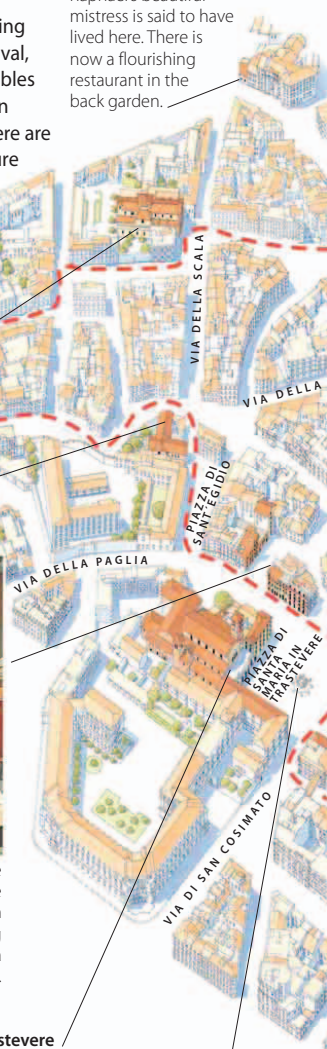 ing
val,
bles
n
ere are
ure
mistress is said to have
lived here. There is
now a flourishing
restaurant in the
back garden.
VIA DELLA SCALA
VIA DELLA
PIAZZA DI
SANT' EGIDIO
VIA DELLA PAGLIA
PIAZZA DI
SANTA
MARIA IN
TRASTEVERE
VIA DI SAN COSIMATO
stevere